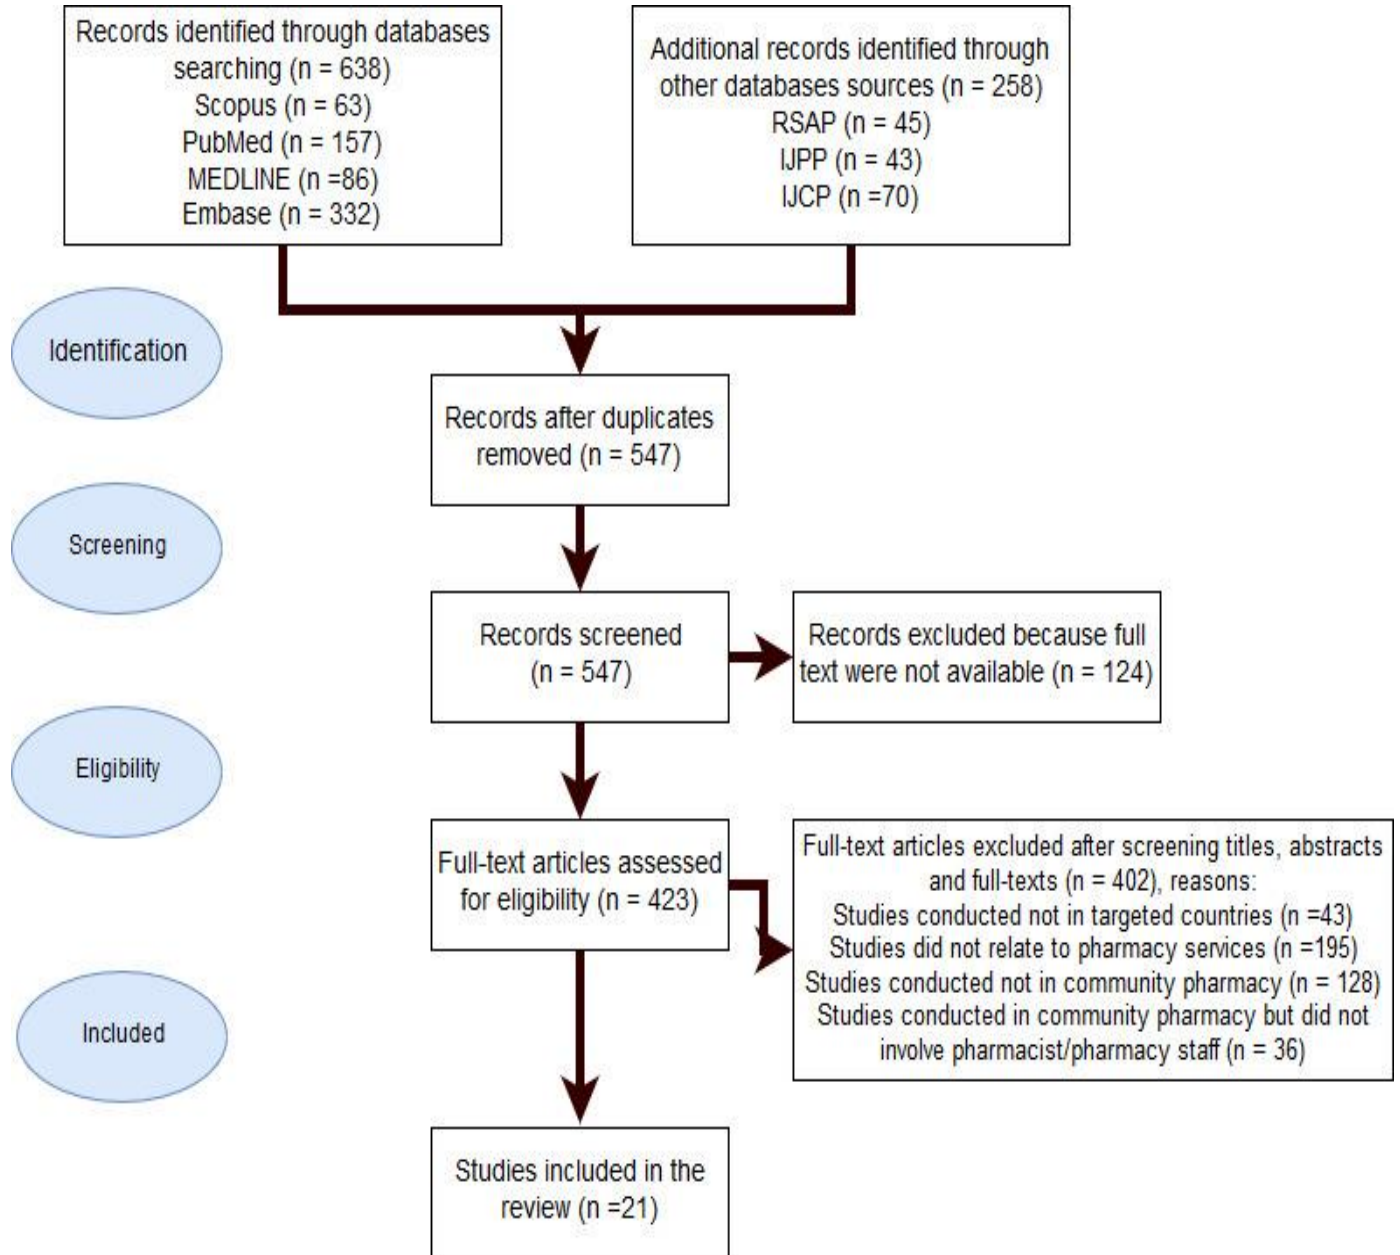 Records identified through databases
searching (n = 638)
Scopus (n = 63)
PubMed (n = 157)
MEDLINE (n =86)
Embase (n = 332)
Additional records identified through
other databases sources (n = 258)
RSAP (n = 45)
IJPP (n = 43)
IJCP (n =70)
Identification
Records after duplicates
removed (n = 547)
Screening
Records screened
(n = 547)
Records excluded because full
text were not available (n = 124)
Eligibility
Full-text articles assessed
for eligibility (n = 423)
Full-text articles excluded after screening titles, abstracts
and full-texts (n = 402), reasons:
Studies conducted not in targeted countries (n =43)
Studies did not relate to pharmacy services (n =195)
Studies conducted not in community pharmacy (n = 128)
Studies conducted in community pharmacy but did not
involve pharmacist/pharmacy staff (n = 36)
Included
Studies included in the
review (n =21)